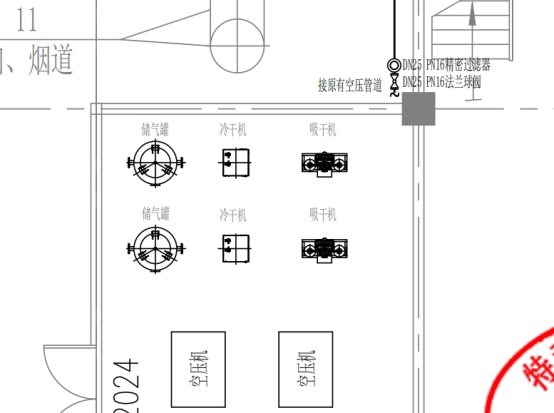 11
、烟道
DN25 PN16精密过滤器
DN25 PN16法兰球阀
接原有空压管道
储气罐 冷干机 吸干机
储气罐 冷干机 吸干机
空压机 空压机
2024
特